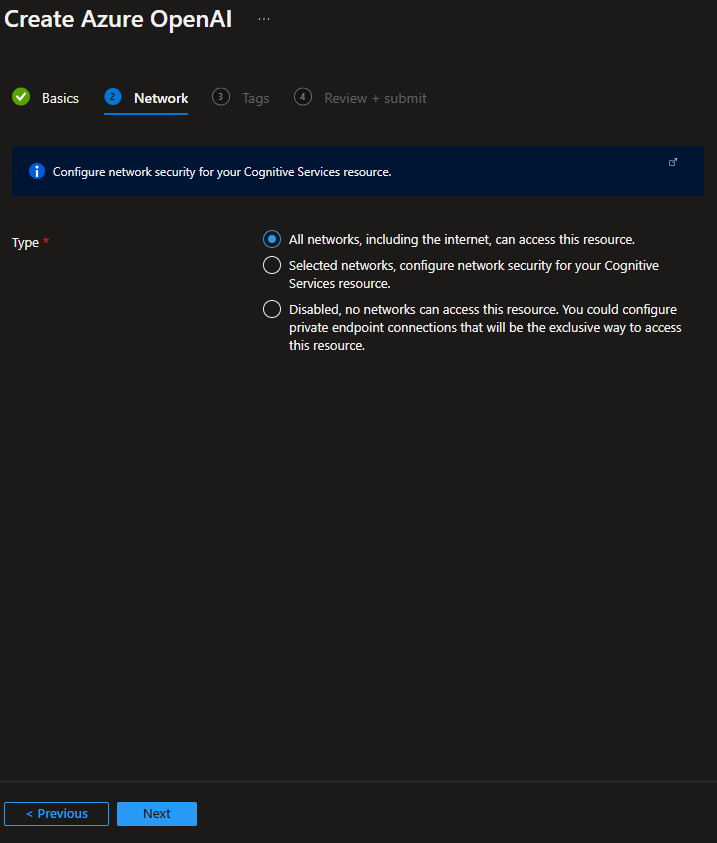 Create Azure OpenAI ...
Basics
2 Network
3 Tags
4 Review + submit
Configure network security for your Cognitive Services resource.
Type *
All networks, including the internet, can access this resource.
Selected networks, configure network security for your Cognitive
Services resource.
Disabled, no networks can access this resource. You could configure
private endpoint connections that will be the exclusive way to access
this resource.
< Previous
Next